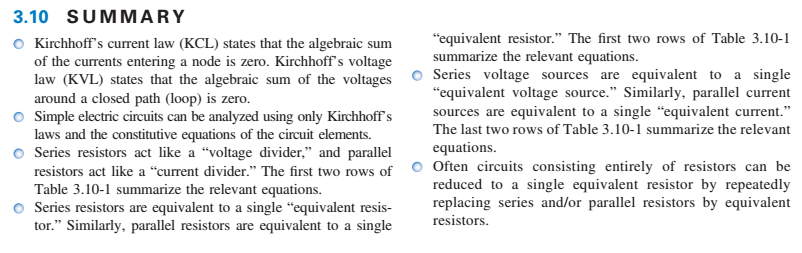 3.10 SUMMARY
Kirchhoff's current law (KCL) states that the algebraic sum
of the currents entering a node is zero. Kirchhoff's voltage
law (KVL) states that the algebraic sum of the voltages
around a closed path (loop) is zero.
Simple electric circuits can be analyzed using only Kirchhoff's
laws and the constitutive equations of the circuit elements.
Series resistors act like a “voltage divider,” and parallel
resistors act like a “current divider.” The first two rows of
Table 3.10-1 summarize the relevant equations.
Series resistors are equivalent to a single “equivalent resis-
tor.” Similarly, parallel resistors are equivalent to a single
“equivalent resistor.” The first two rows of Table 3.10-1
summarize the relevant equations.
Series voltage sources are equivalent to a single
“equivalent voltage source.” Similarly, parallel current
sources are equivalent to a single “equivalent current.”
The last two rows of Table 3.10-1 summarize the relevant
equations.
Often circuits consisting entirely of resistors can be
reduced to a single equivalent resistor by repeatedly
replacing series and/or parallel resistors by equivalent
resistors.